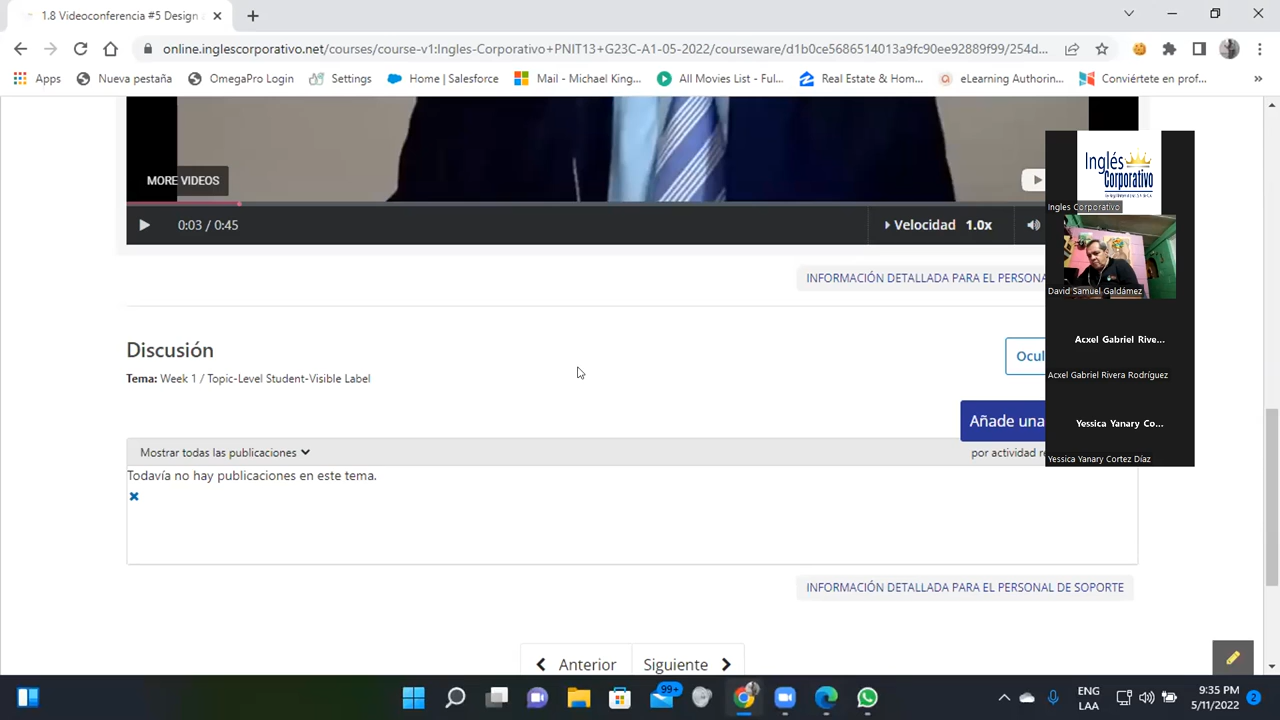 1.8 Videoconferencia #5 Design
online.inglescorporativo.net/courses/course-v1:Ingles-Corporativo+PNIT13+G23C-A1-05-2022/courseware/d1b0ce5686514013a9fc90ee92889f99/254d...
Apps Nueva pestaña OmegaPro Login Settings Home | Salesforce Mail - Michael King... All Movies List - Ful... Real Estate & Hom... eLearning Authorin... Conviértete en prof... »
MORE VIDEOS
Inglés Corporativo
Ingles Corporativo
0:03 / 0:45 Velocidad 1.0x
INFORMACIÓN DETALLADA PARA EL PERSONA
David Samuel Galdámez
Discusión
Ocul
Acxel Gabriel Rive...
Tema: Week 1 / Topic-Level Student-Visible Label
Acxel Gabriel Rivera Rodríguez
Añade una
Yessica Yanary Co...
Mostrar todas las publicaciones
por actividad re
Yessica Yanary Cortez Díaz
Todavía no hay publicaciones en este tema.
INFORMACIÓN DETALLADA PARA EL PERSONAL DE SOPORTE
Anterior Siguiente
99+
ENG
LAA
9:35 PM
5/11/2022
2